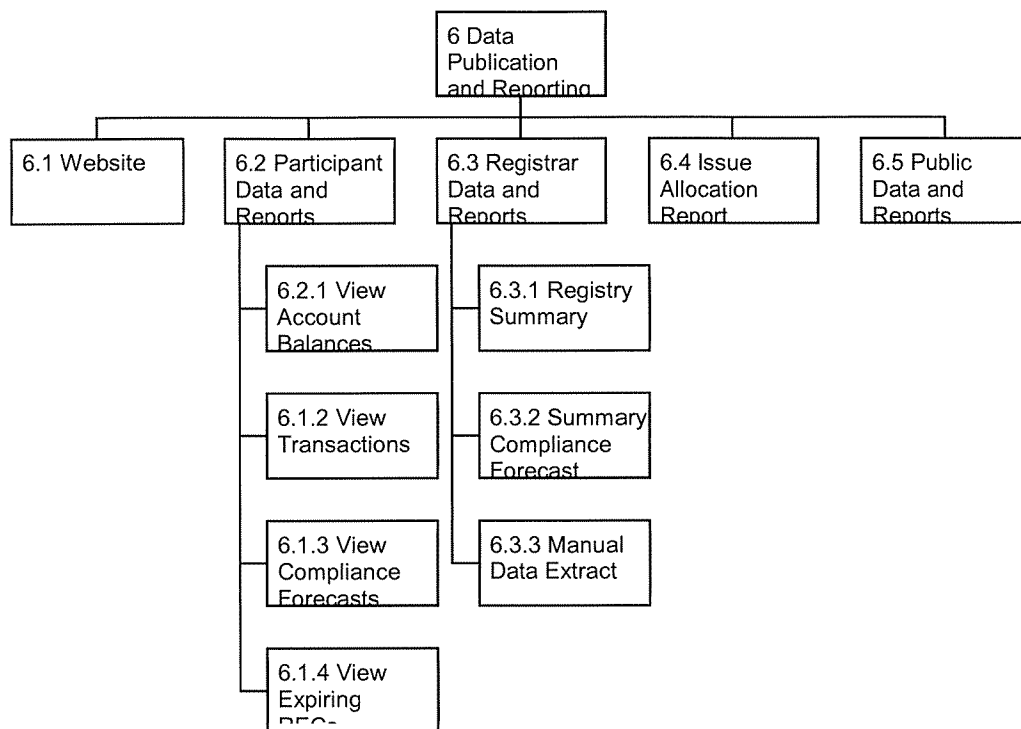 6 Data
Publication
and Reporting
6.1 Website
6.2 Participant
Data and
Reports
6.3 Registrar
Data and
Reports
6.4 Issue
Allocation
Report
6.5 Public
Data and
Reports
6.2.1 View
Account
Balances
6.3.1 Registry
Summary
6.1.2 View
Transactions
6.3.2 Summary
Compliance
Forecast
6.1.3 View
Compliance
Forecasts
6.3.3 Manual
Data Extract
6.1.4 View
Expiring
RECs